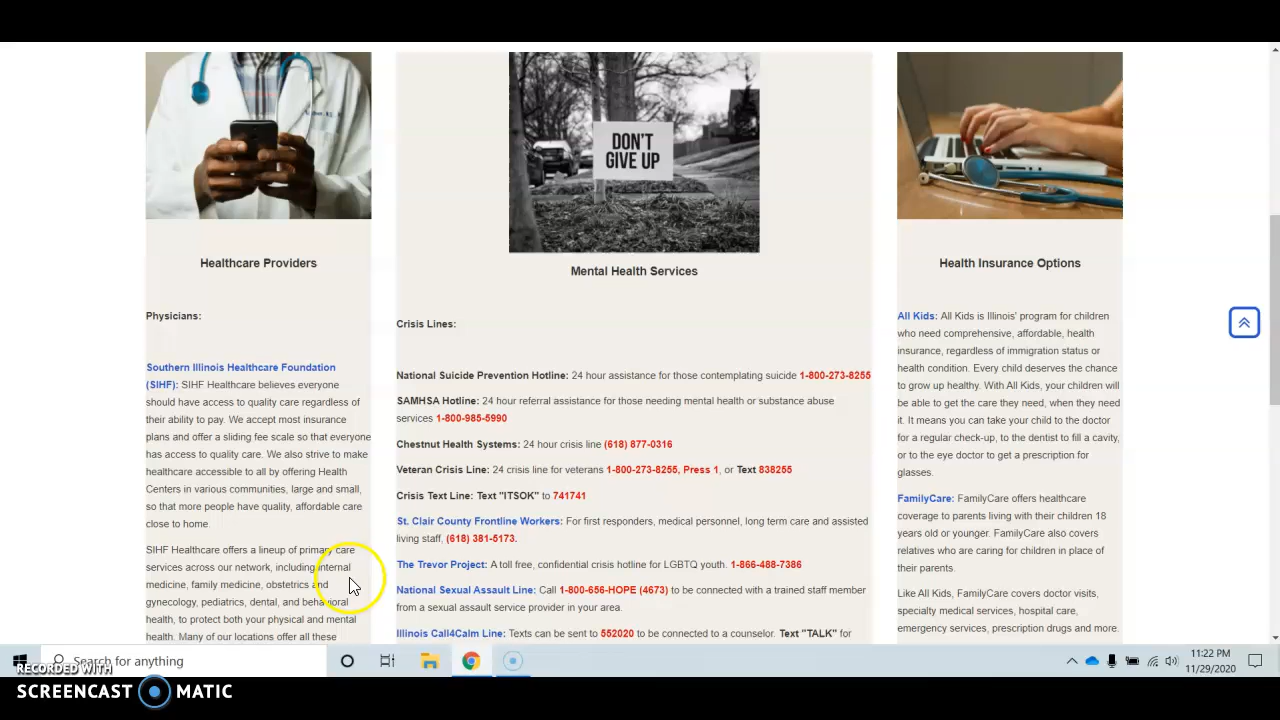 DON'T
GIVE UP
Healthcare Providers
Physicians:
Southern Illinois Healthcare Foundation
(SIHF): SIHF Healthcare believes everyone
should have access to quality care regardless of
their ability to pay. We accept most insurance
plans and offer a sliding fee scale so that everyone
has access to quality care. We also strive to make
healthcare accessible to all by offering Health
Centers in various communities, large and small,
so that more people have quality, affordable care
close to home.
SIHF Healthcare offers a lineup of primary care
services across our network, including internal
medicine, family medicine, obstetrics and
gynecology, pediatrics, dental, and behavioral
health, to protect both your physical and mental
health. Many of our locations offer all these
Mental Health Services
Crisis Lines:
National Suicide Prevention Hotline: 24 hour assistance for those contemplating suicide 1-800-273-8255
SAMHSA Hotline: 24 hour referral assistance for those needing mental health or substance abuse
services 1-800-985-5990
Chestnut Health Systems: 24 hour crisis line (618) 877-0316
Veteran Crisis Line: 24 crisis line for veterans 1-800-273-8255, Press 1, or Text 838255
Crisis Text Line: Text "ITSOK" to 741741
St. Clair County Frontline Workers: For first responders, medical personnel, long term care and assisted
living staff, (618) 381-5173.
The Trevor Project: A toll free, confidential crisis hotline for LGBTQ youth. 1-866-488-7386
National Sexual Assault Line: Call 1-800-656-HOPE (4673) to be connected with a trained staff member
from a sexual assault service provider in your area.
Illinois Call4Calm Line: Texts can be sent to 552020 to be connected to a counselor. Text "TALK" for
Health Insurance Options
All Kids: All Kids is Illinois' program for children
who need comprehensive, affordable, health
insurance, regardless of immigration status or
health condition. Every child deserves the chance
to grow up healthy. With All Kids, your children will
be able to get the care they need, when they need
it. It means you can take your child to the doctor
for a regular check-up, to the dentist to fill a cavity,
or to the eye doctor to get a prescription for
glasses.
FamilyCare: FamilyCare offers healthcare
coverage to parents living with their children 18
years old or younger. FamilyCare also covers
relatives who are caring for children in place of
their parents.
Like All Kids, FamilyCare covers doctor visits,
specialty medical services, hospital care,
emergency services, prescription drugs and more.
Search for anything
11:22 PM
11/29/2020
RECORDED WITH
SCREENCAST MATIC